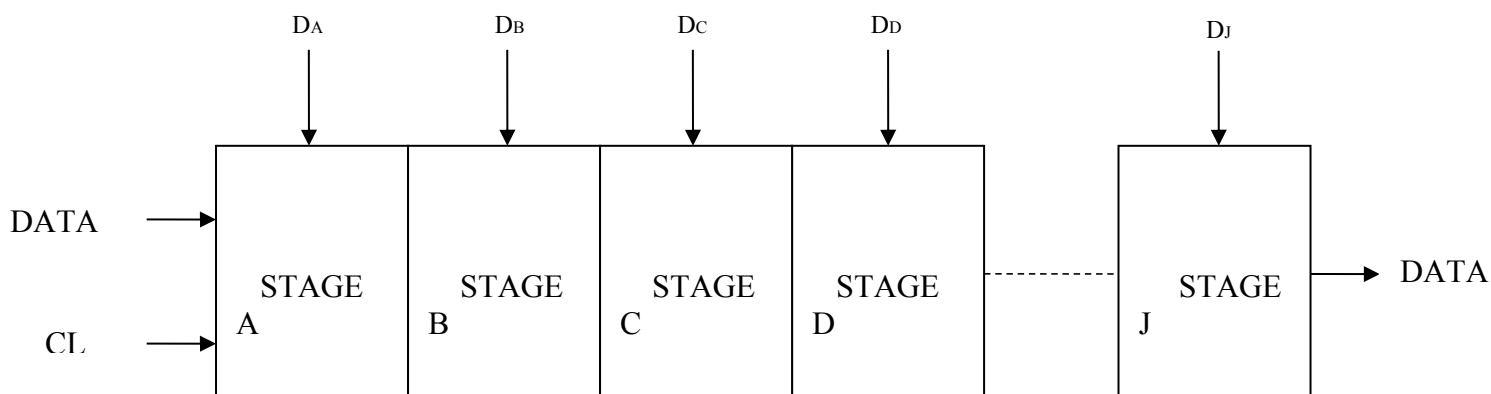 DA DB DC DD DJ
DATA
STAGE STAGE STAGE STAGE STAGE
DATA
A B C D J
CL